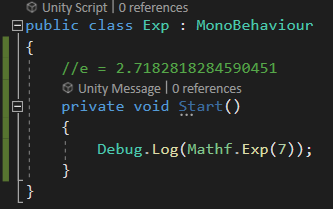 Unity Script | 0 references
public class Exp : MonoBehaviour
{
//e = 2.7182818284590451
Unity Message | 0 references
private void Start()
{
Debug.Log(Mathf.Exp(7));
}
}